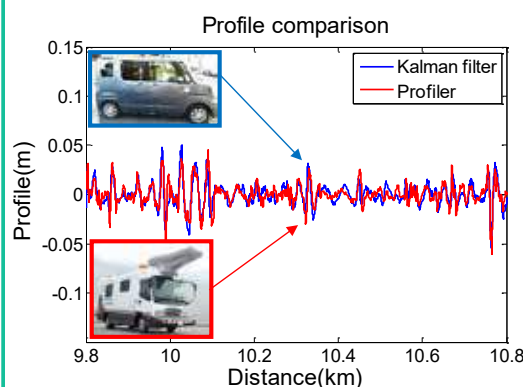 Profile comparison
0.15
0.1
0.05
0
-0.05
-0.1
Profile(m)
Kalman filter
Profiler
9.8
10
10.2
10.4
10.6
10.8
Distance(km)